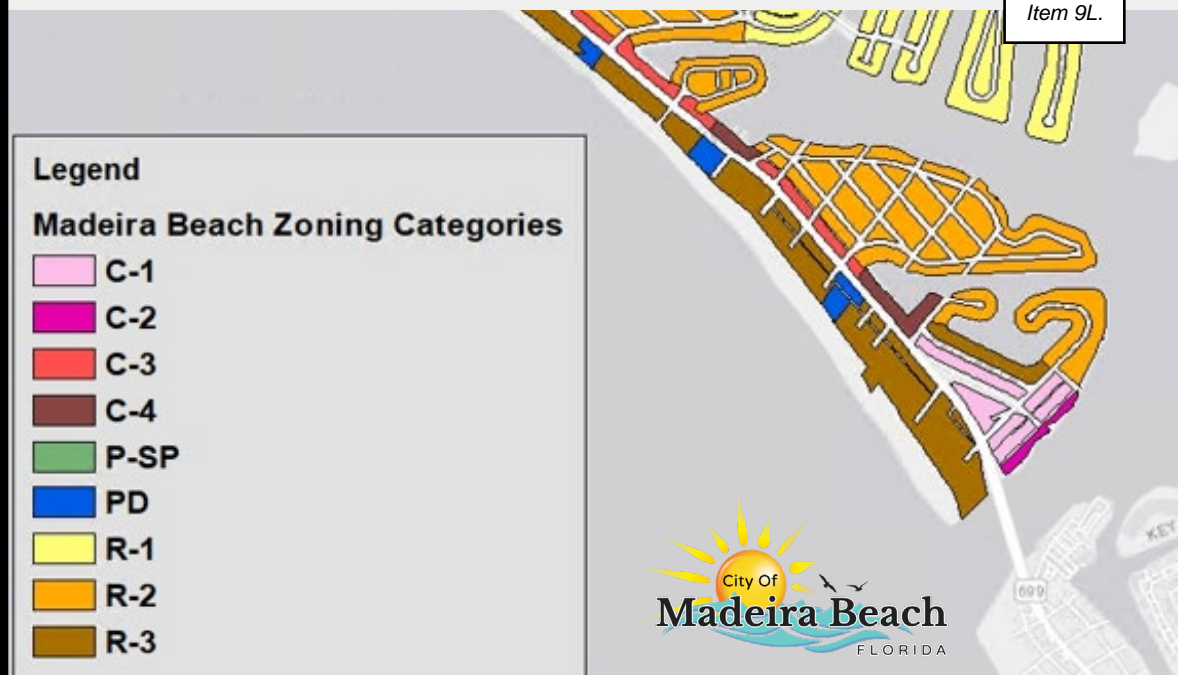 Item 9L.
Legend
Madeira Beach Zoning Categories
C-1
C-2
C-3
C-4
P-SP
PD
R-1
R-2
R-3
City Of
Madeira Beach
FLORIDA
699
KEY